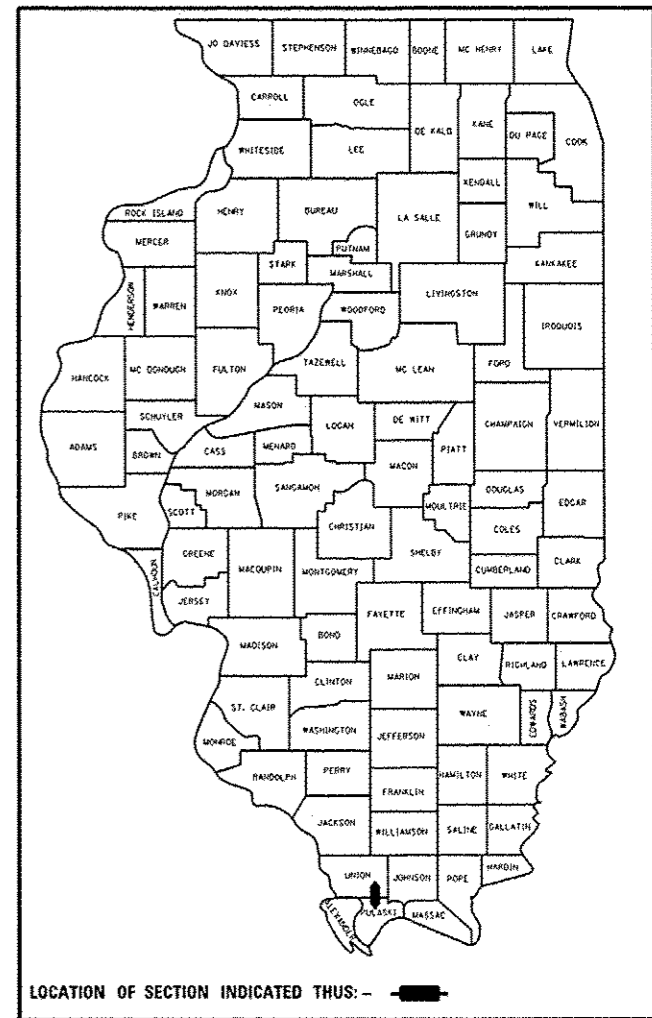 JO DAVIESS STEPHENSON WINNEBAGO BOONE MC HENRY LAKE
CARROLL OGLE DE KALB KANE DU PAGE COOK
WHITESIDE LEE KENDALL
ROCK ISLAND HENRY BUREAU LA SALLE GRUNDY WILL
MERCER STARK PUTNAM MARSHALL KANKAKEE
HENDERSON WARREN KNOX PEORIA WOODFORD LIVINGSTON IROQUOIS
HANCOCK MC DONOUGH FULTON TAZEWELL MC LEAN FORD
SCHUYLER MASON LOGAN DE WITT CHAMPAIGN VERMILION
ADAMS BROWN CASS MENARD MACON PIATT
PIKE SCOTT MORGAN SANGAMON CHRISTIAN MOULTRIE DOUGLAS EDGAR
COLES
CALHOUN GREENE MACOUPIN MONTGOMERY SHELBY CUMBERLAND CLARK
JERSEY FAYETTE EFFINGHAM JASPER CRAWFORD
MADISON BOND CLAY RICHLAND LAWRENCE
CLINTON MARION
ST. CLAIR WASHINGTON JEFFERSON WAYNE EDWARDS WABASH
MONROE
RANDOLPH PERRY FRANKLIN HAMILTON WHITE
JACKSON WILLIAMSON SALINE GALLATIN
UNION JOHNSON POPE HARDIN
ALEXANDER PULASKI MASSAC
LOCATION OF SECTION INDICATED THUS: -